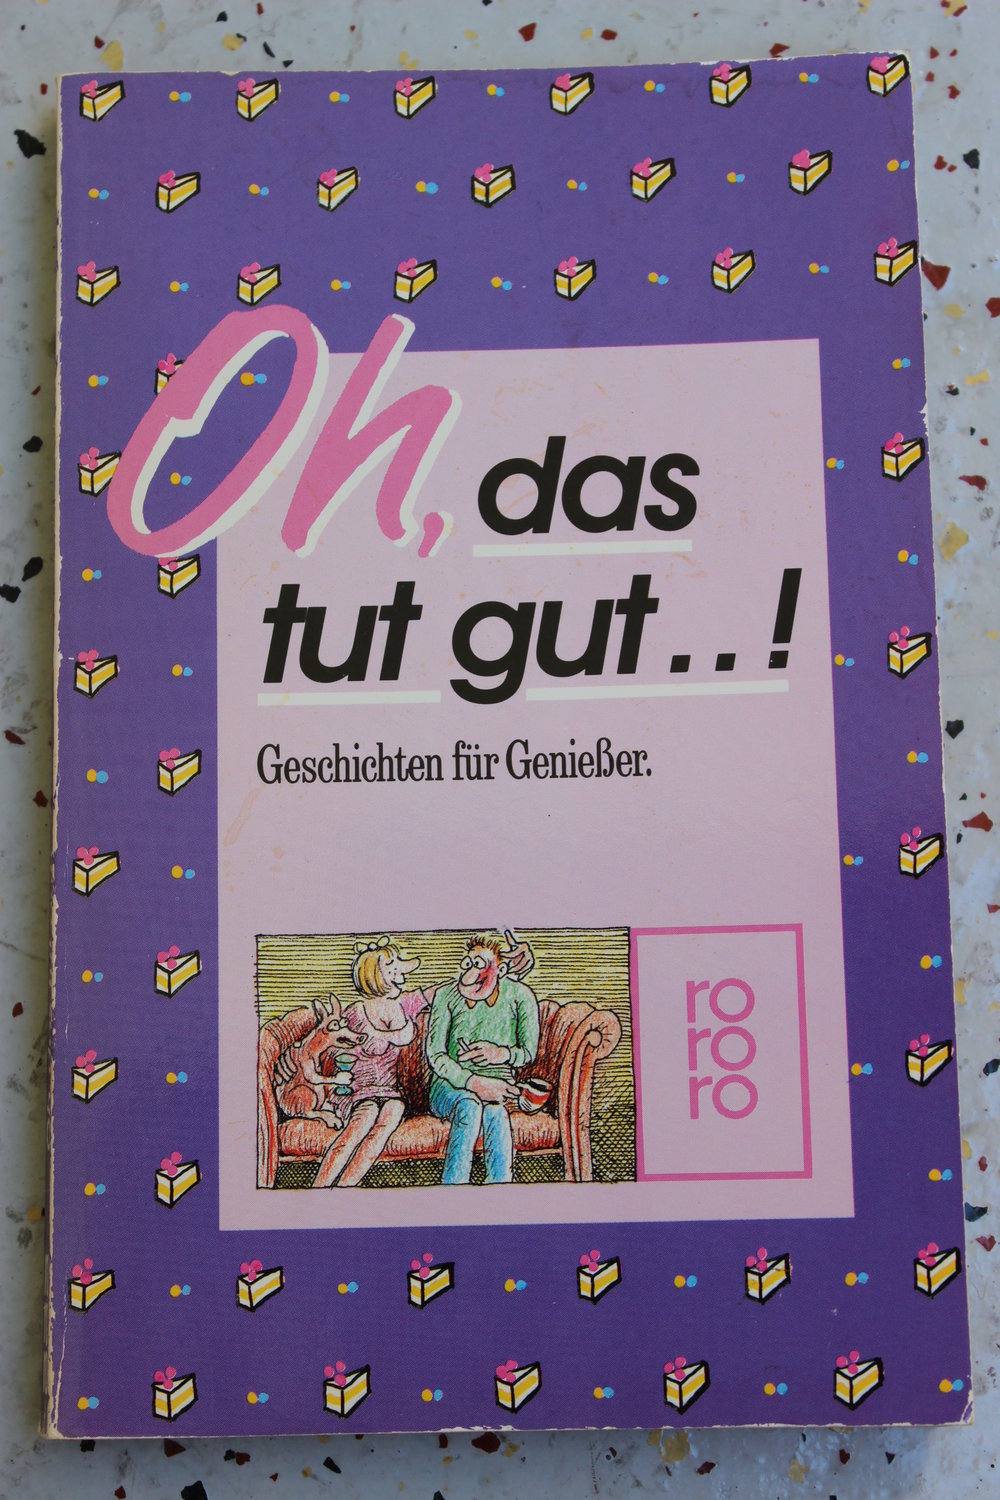 Oh, das
tut gut..!
Geschichten für Genießer.
ro
ro
ro